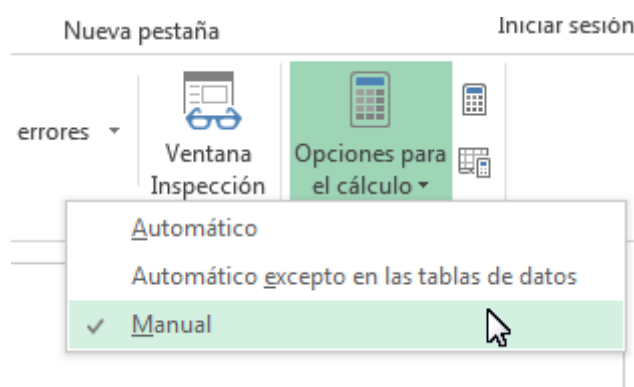 Nueva pestaña
Iniciar sesión
errores
Ventana
Inspección
Opciones para
el cálculo
Automático
Automático excepto en las tablas de datos
Manual